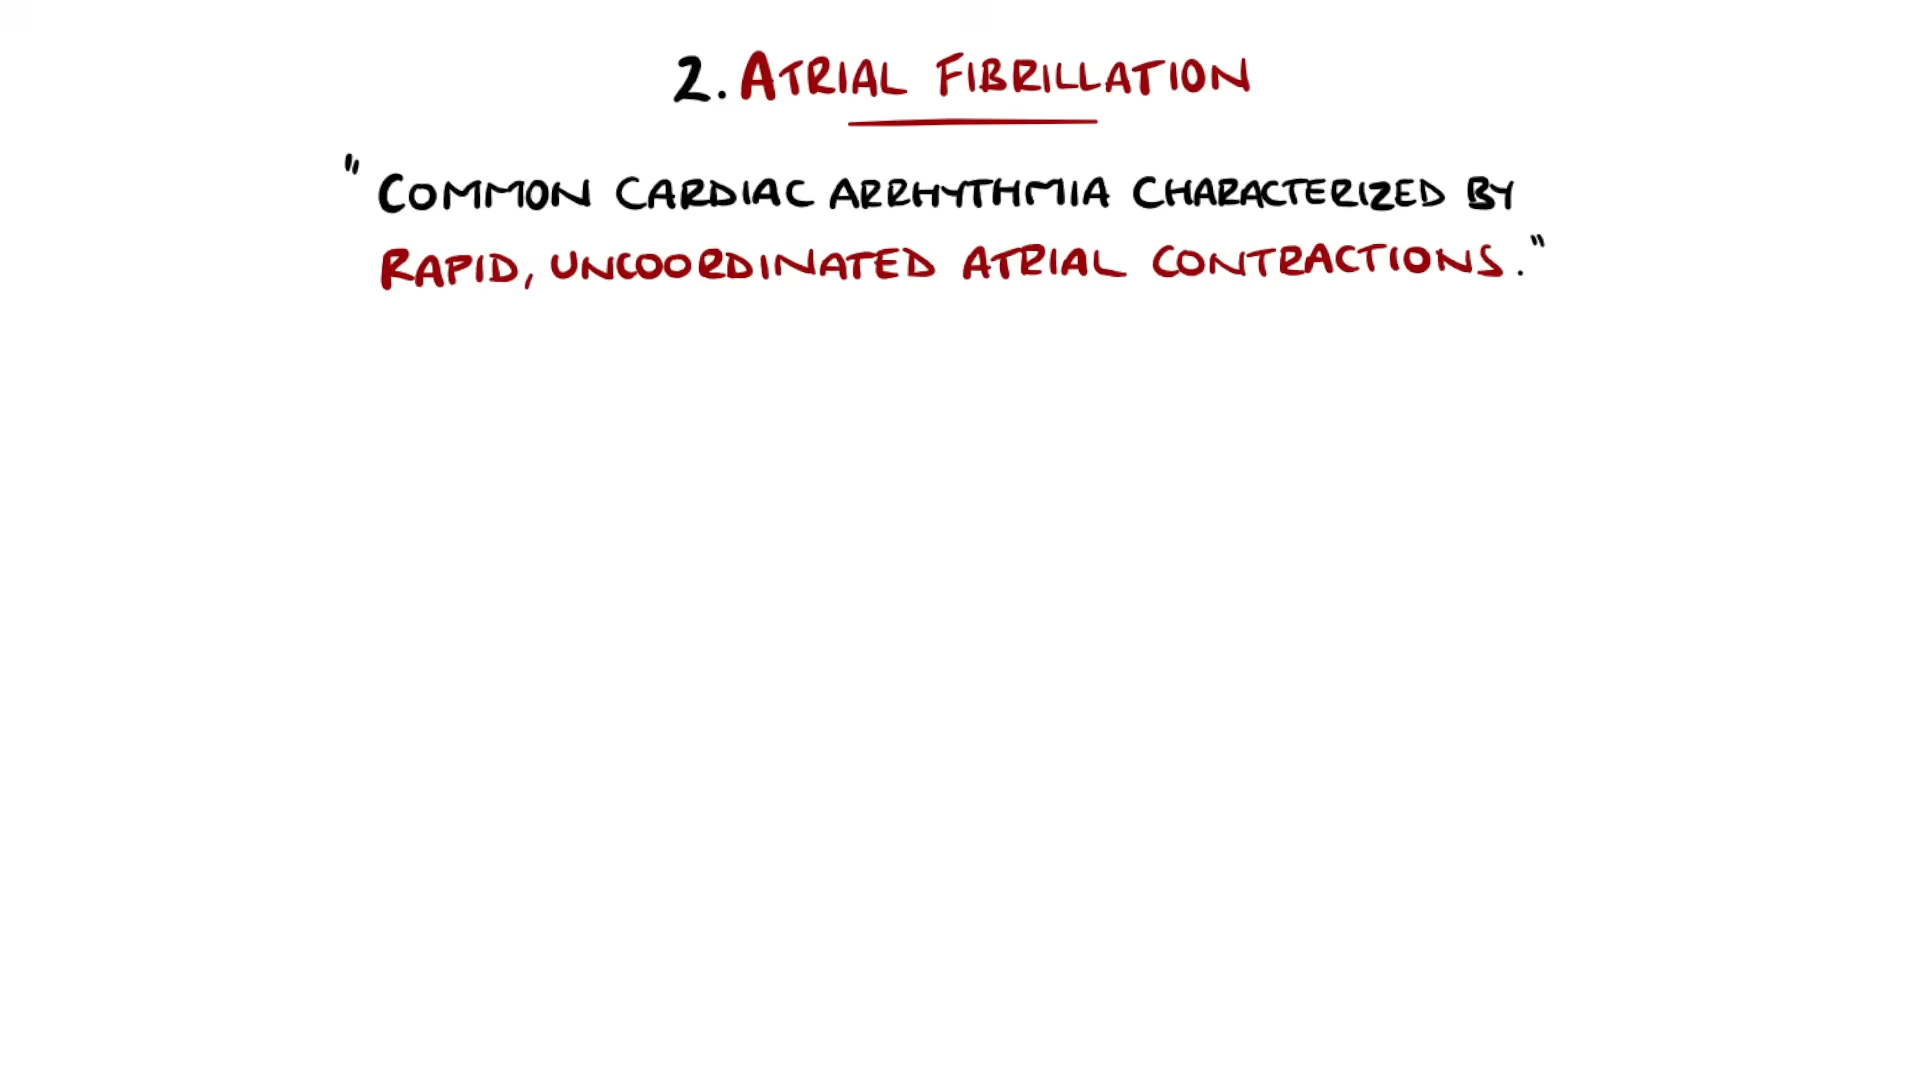 2. ATRIAL FIBRILLATION
"COMMON CARDIAC ARRHYTHMIA CHARACTERIZED BY
RAPID, UNCOORDINATED ATRIAL CONTRACTIONS."